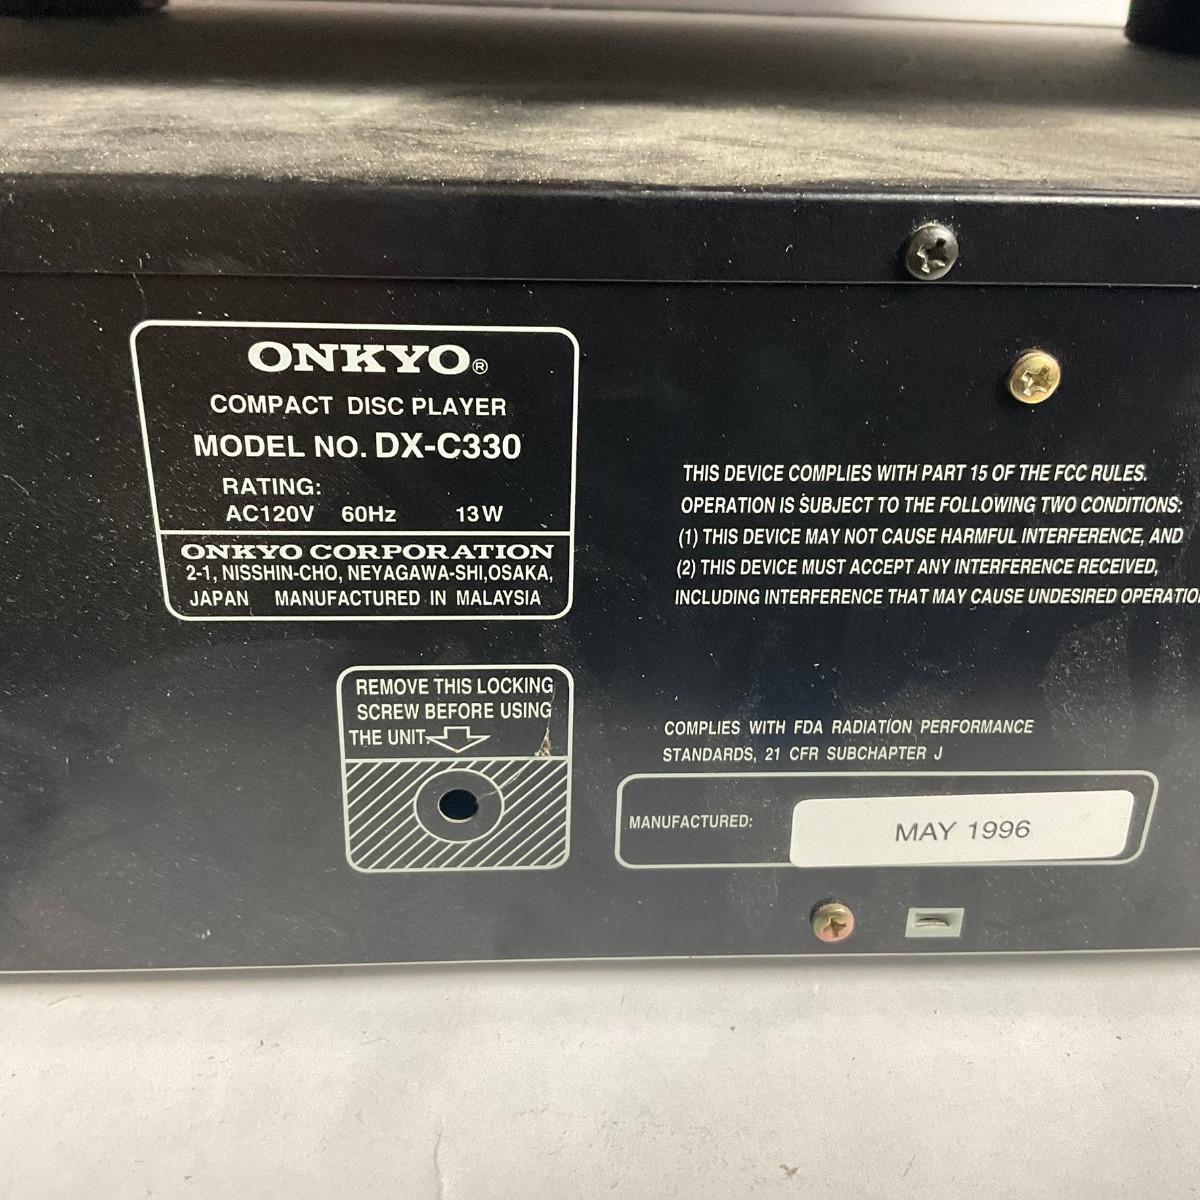 ONKYO®
COMPACT DISC PLAYER
MODEL NO. DX-C330
RATING:
AC120V 60Hz 13W
ONKYO CORPORATION
2-1, NISSHIN-CHO, NEYAGAWA-SHI,OSAKA,
JAPAN MANUFACTURED IN MALAYSIA
REMOVE THIS LOCKING
SCREW BEFORE USING
THE UNIT.
THIS DEVICE COMPLIES WITH PART 15 OF THE FCC RULES.
OPERATION IS SUBJECT TO THE FOLLOWING TWO CONDITIONS:
(1) THIS DEVICE MAY NOT CAUSE HARMFUL INTERFERENCE, AND
(2) THIS DEVICE MUST ACCEPT ANY INTERFERENCE RECEIVED,
INCLUDING INTERFERENCE THAT MAY CAUSE UNDESIRED OPERATIO
COMPLIES WITH FDA RADIATION PERFORMANCE
STANDARDS, 21 CFR SUBCHAPTER J
MANUFACTURED:
MAY 1996